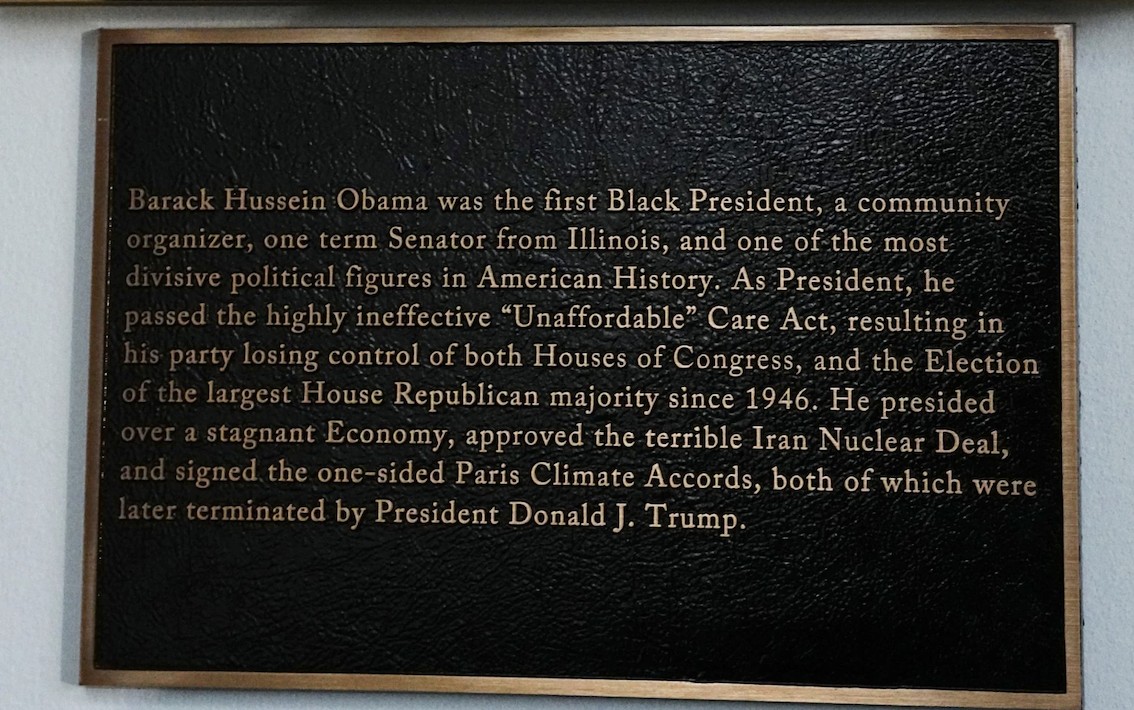 Barack Hussein Obama was the first Black President, a community
organizer, one term Senator from Illinois, and one of the most
divisive political figures in American History. As President, he
passed the highly ineffective “Unaffordable” Care Act, resulting in
his party losing control of both Houses of Congress, and the Election
of the largest House Republican majority since 1946. He presided
over a stagnant Economy, approved the terrible Iran Nuclear Deal,
and signed the one-sided Paris Climate Accords, both of which were
later terminated by President Donald J. Trump.